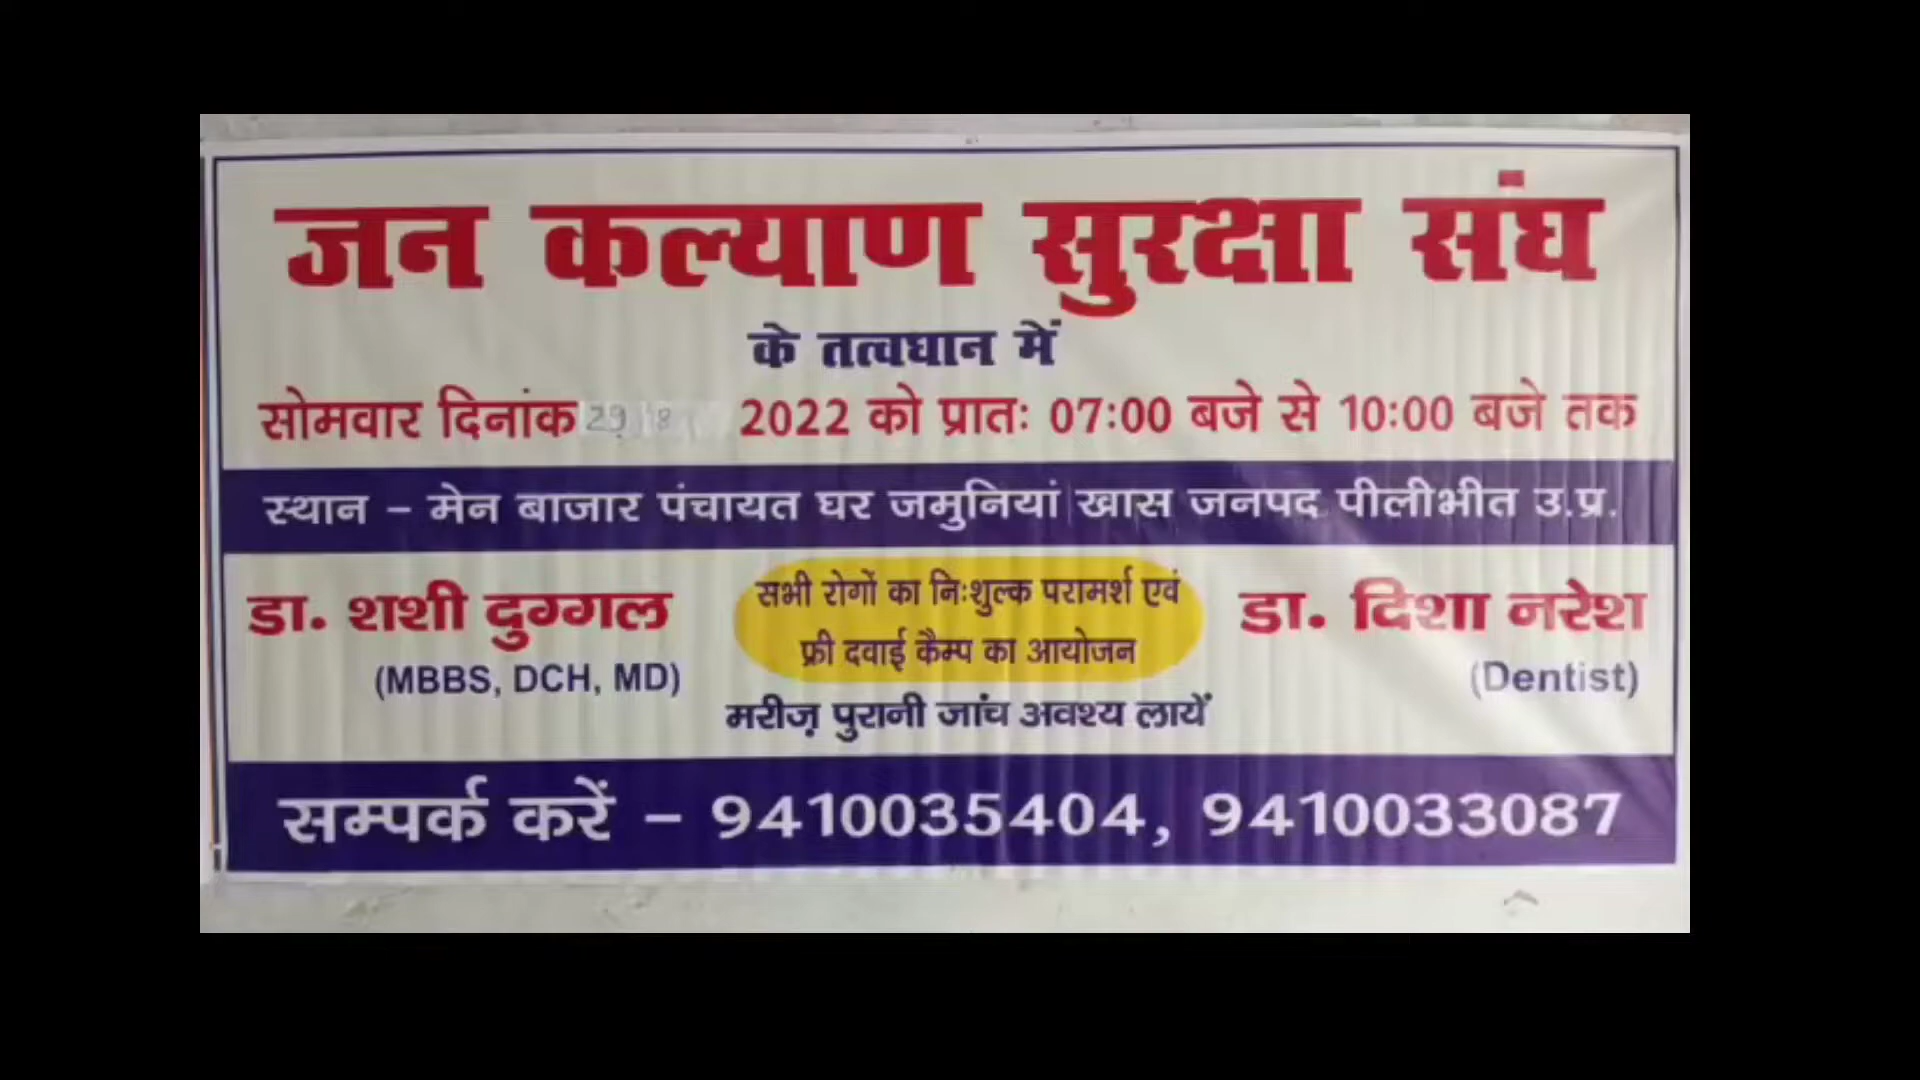 जन कल्याण सुरक्षा संघ
के तत्वधान में
सोमवार दिनांक 29 8 2022 को प्रातः 07:00 बजे से 10:00 बजे तक
स्थान - मेन बाजार पंचायत घर जमुनियां खास जनपद पीलीभीत उ.प्र.
डा. शशी दुग्गल
(MBBS, DCH, MD)
सभी रोगों का निःशुल्क परामर्श एवं
फ्री दवाई कैम्प का आयोजन
मरीज़ पुरानी जांच अवश्य लायें
डा. दिशा नरेश
(Dentist)
सम्पर्क करें - 9410035404, 9410033087